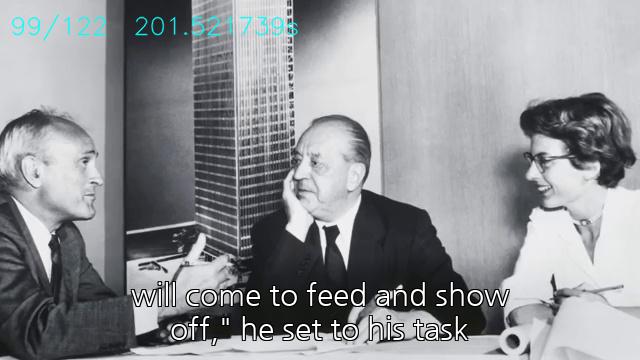 99/122 201.521739s
will come to feed and show
off," he set to his task